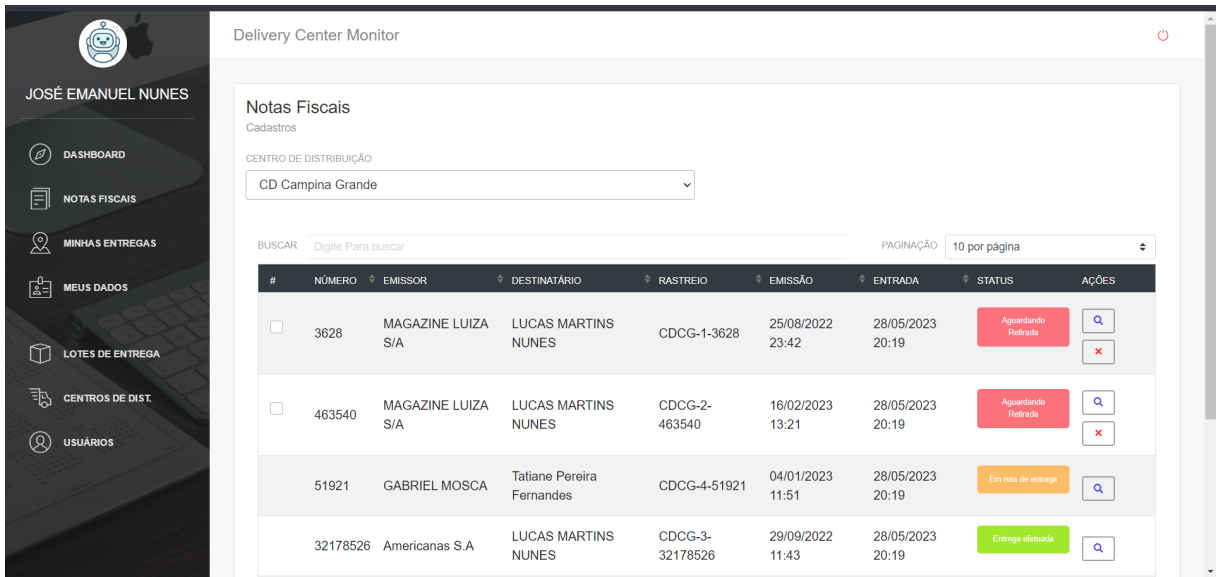 Delivery Center Monitor
JOSÉ EMANUEL NUNES
DASHBOARD
NOTAS FISCAIS
MINHAS ENTREGAS
MEUS DADOS
LOTES DE ENTREGA
CENTROS DE DIST.
USUÁRIOS
Notas Fiscais
Cadastros
CENTRO DE DISTRIBUIÇÃO
CD Campina Grande
BUSCAR Digite Para buscar PAGINAÇÃO 10 por página
# NÚMERO EMISSOR DESTINATÁRIO RASTREIO EMISSÃO ENTRADA STATUS AÇÕES
3628 MAGAZINE LUIZA S/A LUCAS MARTINS NUNES CDCG-1-3628 25/08/2022 23:42 28/05/2023 20:19 Aguardando Retirada
463540 MAGAZINE LUIZA S/A LUCAS MARTINS NUNES CDCG-2-463540 16/02/2023 13:21 28/05/2023 20:19 Aguardando Retirada
51921 GABRIEL MOSCA Tatiane Pereira Fernandes CDCG-4-51921 04/01/2023 11:51 28/05/2023 20:19 Em rota de entrega
32178526 Americanas S.A LUCAS MARTINS NUNES CDCG-3-32178526 29/09/2022 11:43 28/05/2023 20:19 Entrega efetuada